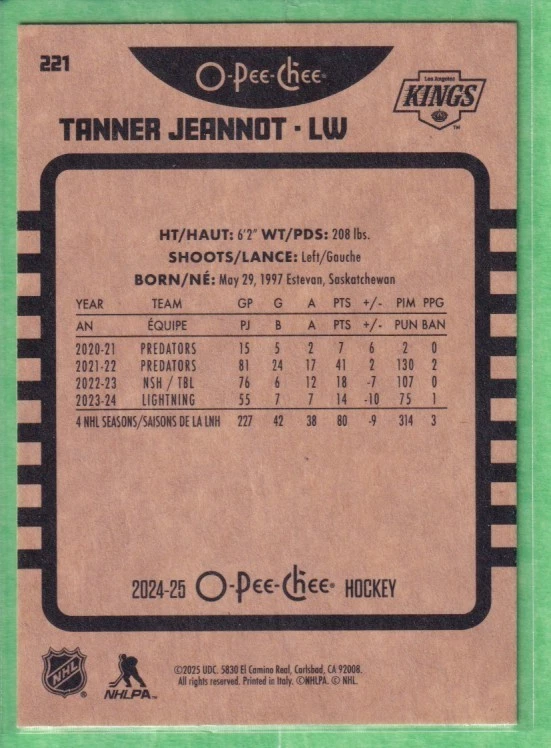 221
O-Pee-Chee®
Los Angeles
KINGS
TM
TANNER JEANNOT · LW
HT/HAUT: 6'2" WT/PDS: 208 lbs.
SHOOTS/LANCE: Left/Gauche
BORN/NÉ: May 29, 1997 Estevan, Saskatchewan
YEAR TEAM GP G A PTS +/- PIM PPG
AN ÉQUIPE PJ B A PTS +/- PUN BAN
2020-21 PREDATORS 15 5 2 7 6 2 0
2021-22 PREDATORS 81 24 17 41 2 130 2
2022-23 NSH / TBL 76 6 12 18 -7 107 0
2023-24 LIGHTNING 55 7 7 14 -10 75 1
4 NHL SEASONS/SAISONS DE LA LNH 227 42 38 80 -9 314 3
2024-25 O-Pee-Chee® HOCKEY
NHL
NHLPA
©2025 UDC. 5830 El Camino Real, Carlsbad, CA 92008.
All rights reserved. Printed in Italy. ©NHLPA. © NHL.